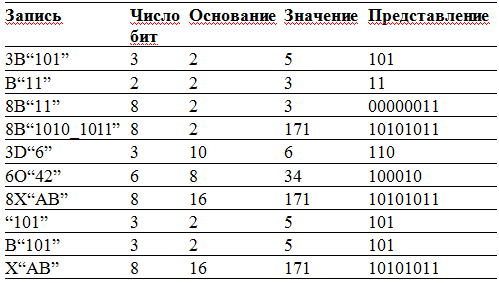 Запись Число бит Основание Значение Представление
3B“101” 3 2 5 101
B“11” 2 2 3 11
8B“11” 8 2 3 00000011
8B“1010_1011” 8 2 171 10101011
3D“6” 3 10 6 110
6O“42” 6 8 34 100010
8X“AB” 8 16 171 10101011
“101” 3 2 5 101
B“101” 3 2 5 101
X“AB” 8 16 171 10101011